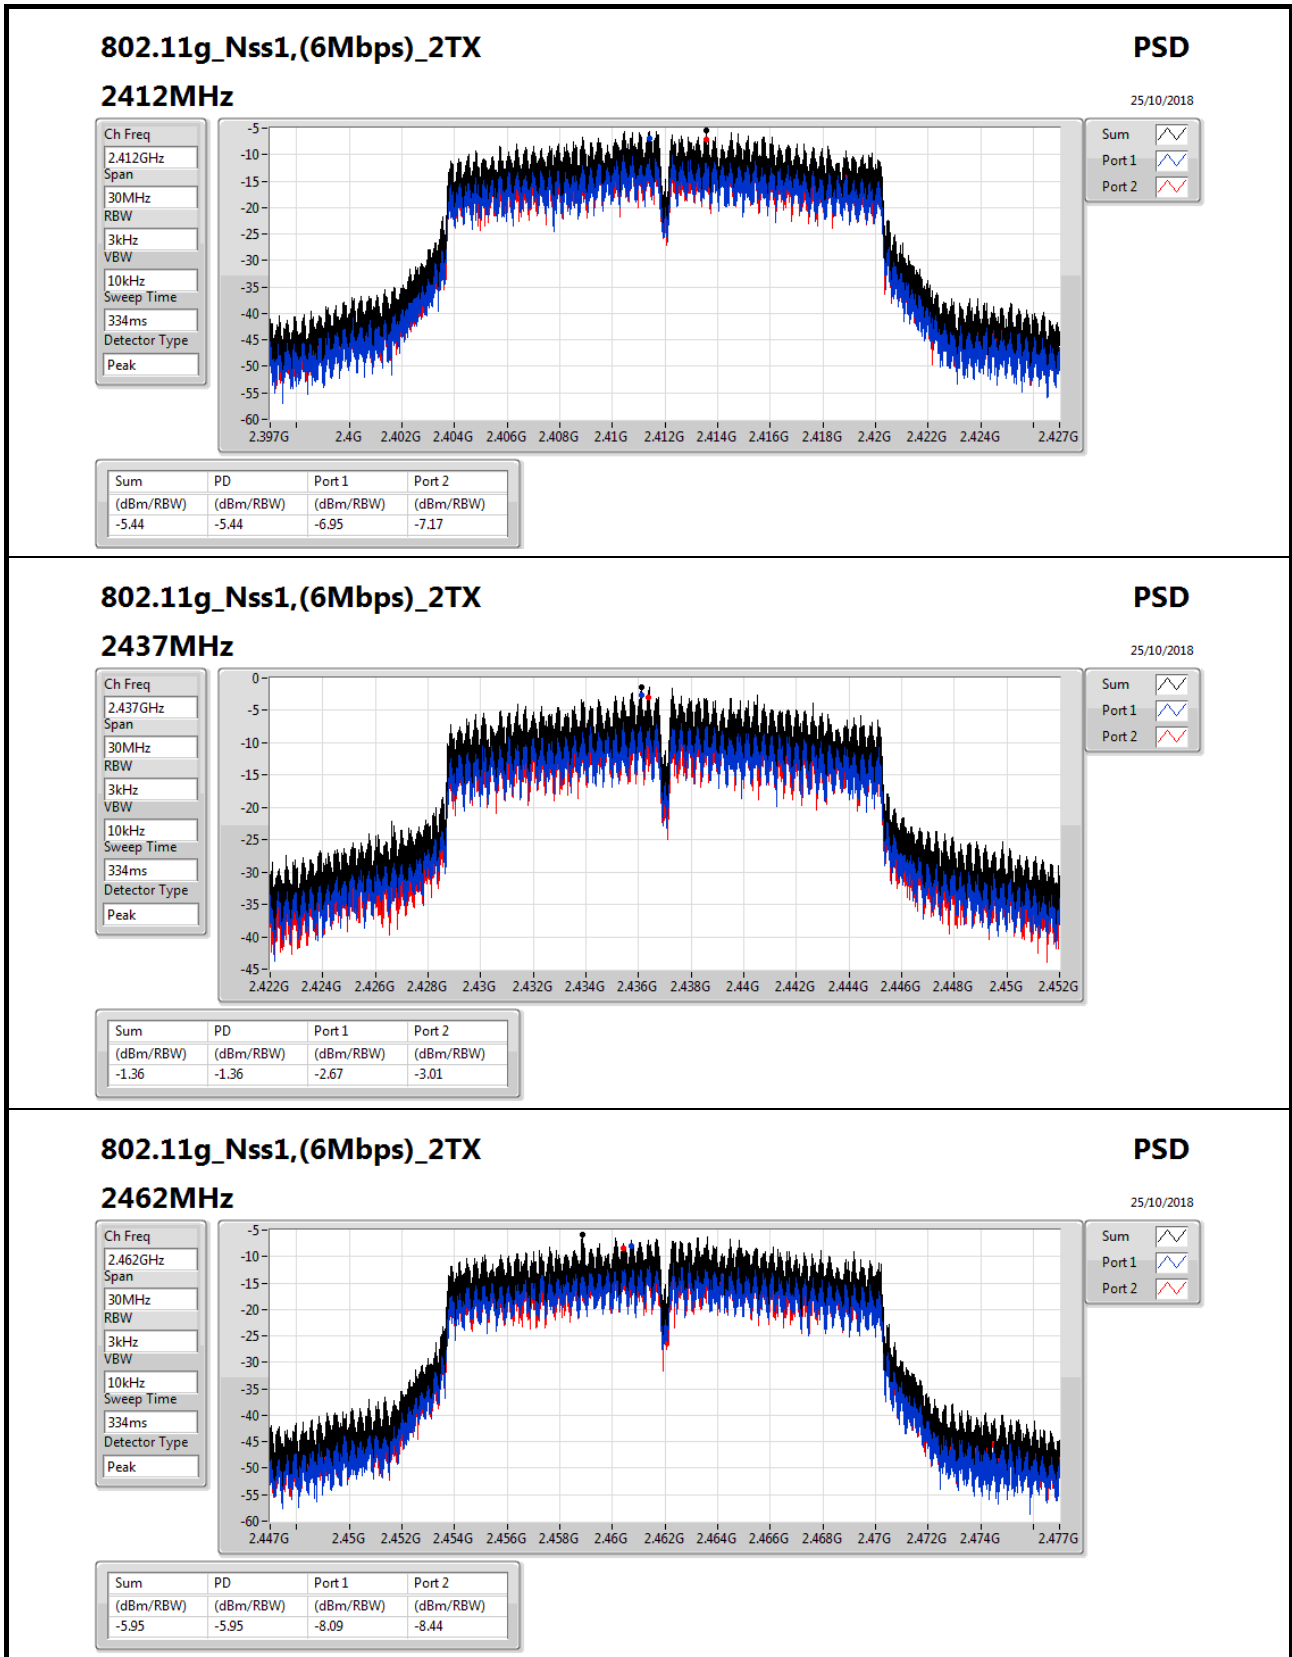 802.11g_Nss1,(6Mbps)_2TX PSD
2412MHz 25/10/2018
Ch Freq
2.412GHz
Span
30MHz
RBW
3kHz
VBW
10kHz
Sweep Time
334ms
Detector Type
Peak
-5
-10
-15
-20
-25
-30
-35
-40
-45
-50
-55
-60
2.397G 2.4G 2.402G 2.404G 2.406G 2.408G 2.41G 2.412G 2.414G 2.416G 2.418G 2.42G 2.422G 2.424G 2.427G
Sum
Port 1
Port 2
Sum PD Port 1 Port 2
(dBm/RBW) (dBm/RBW) (dBm/RBW) (dBm/RBW)
-5.44 -5.44 -6.95 -7.17
802.11g_Nss1,(6Mbps)_2TX PSD
2437MHz 25/10/2018
Ch Freq
2.437GHz
Span
30MHz
RBW
3kHz
VBW
10kHz
Sweep Time
334ms
Detector Type
Peak
0
-5
-10
-15
-20
-25
-30
-35
-40
-45
2.422G 2.424G 2.426G 2.428G 2.43G 2.432G 2.434G 2.436G 2.438G 2.44G 2.442G 2.444G 2.446G 2.448G 2.45G 2.452G
Sum
Port 1
Port 2
Sum PD Port 1 Port 2
(dBm/RBW) (dBm/RBW) (dBm/RBW) (dBm/RBW)
-1.36 -1.36 -2.67 -3.01
802.11g_Nss1,(6Mbps)_2TX PSD
2462MHz 25/10/2018
Ch Freq
2.462GHz
Span
30MHz
RBW
3kHz
VBW
10kHz
Sweep Time
334ms
Detector Type
Peak
-5
-10
-15
-20
-25
-30
-35
-40
-45
-50
-55
-60
2.447G 2.45G 2.452G 2.454G 2.456G 2.458G 2.46G 2.462G 2.464G 2.466G 2.468G 2.47G 2.472G 2.474G 2.477G
Sum
Port 1
Port 2
Sum PD Port 1 Port 2
(dBm/RBW) (dBm/RBW) (dBm/RBW) (dBm/RBW)
-5.95 -5.95 -8.09 -8.44